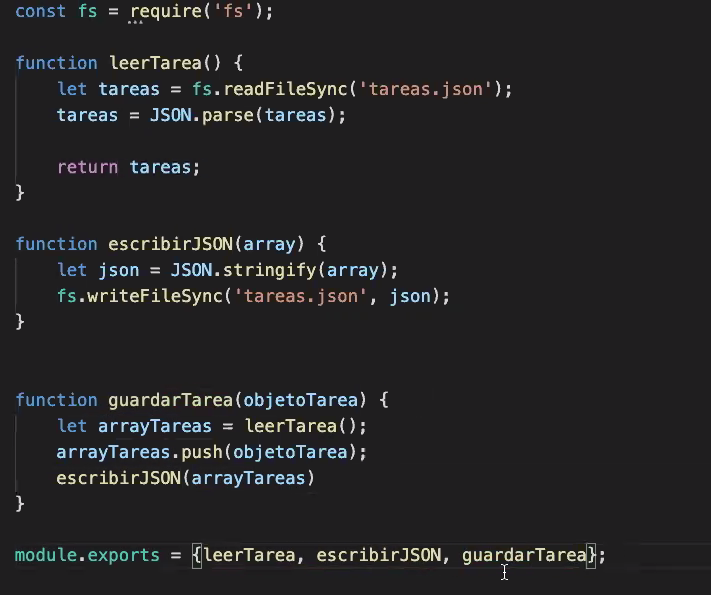 const fs = require('fs');
function leerTarea() {
let tareas = fs.readFileSync('tareas.json');
tareas = JSON.parse(tareas);
return tareas;
}
function escribirJSON(array) {
let json = JSON.stringify(array);
fs.writeFileSync('tareas.json', json);
}
function guardarTarea(objetoTarea) {
let arrayTareas = leerTarea();
arrayTareas.push(objetoTarea);
escribirJSON(arrayTareas)
}
module.exports = {leerTarea, escribirJSON, guardarTarea};